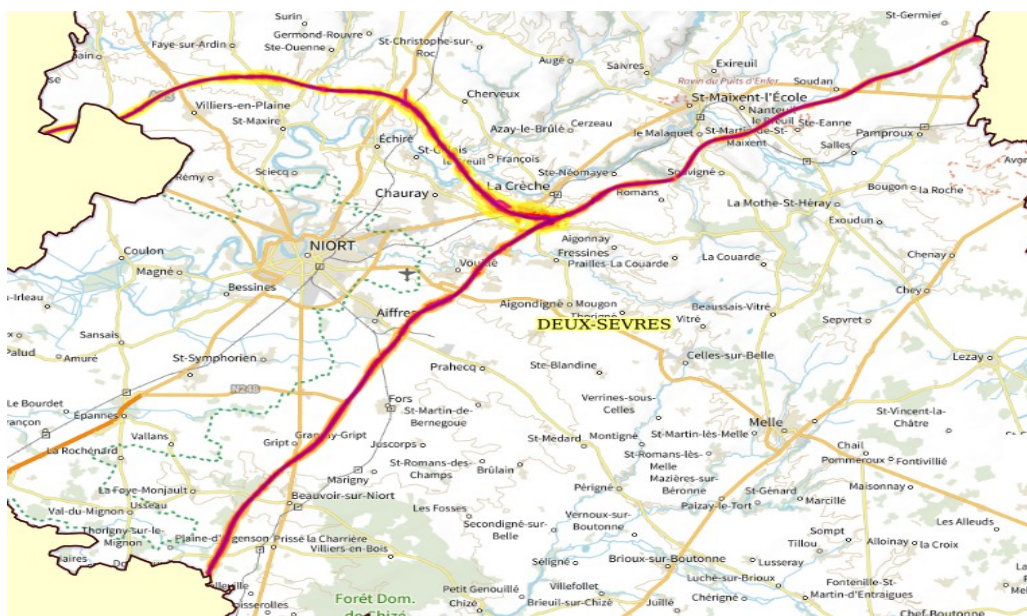 Surin
St-Germier
Germond-Rouvre
Faye-sur-Ardin
Ste-Ouenne
St-Christophe-sur-
Roc
Augé
Saivres
Exireuil
Ravin du Puits d'Enfer
Soudan
Cherveux
St-Maixent-l'École
Villiers-en-Plaine
Nanteuil
Ste-Eanne
St-Maxire
Azay-le-Brûlé
Cerzeau
le Malaquet
St-Martin-de-St-
Maixent
Pamproux
Échiré
François
Salles
Sciecq
Ste-Néomaye
Souvigné
Chauray
La Crèche
Romans
Bougon
la Roche
La Mothe-St-Héray
Exoudun
NIORT
Aigonnay
Coulon
Fressines
Chenay
Magné
Vouillé
Prailles-La Couarde
La Couarde
Bessines
Chey
Aigondigné
Mougon
Beaussais-Vitré
Aiffres
Thorigné
Vitré
Sepvret
DEUX-SEVRES
Sansais
Palud
Amuré
St-Symphorien
Celles-sur-Belle
Lezay
Prahecq
Ste-Blandine
N248
Fors
Verrines-sous-
Celles
Le Bourdet
Épannes
St-Martin-de-
Bernegoue
St-Vincent-la-
Châtre
Melle
Vallans
Granzay-Gript
Gript
Juscorps
St-Médard
Montigné
St-Martin-lès-Melle
Chail
La Rochénard
St-Romans-des-
Champs
Brûlain
St-Romans-lès-
Melle
Pommeroux
Fontivillié
Marigny
Mazières-sur-
Béronne
La Foye-Monjault
Périgné
St-Génard
Maisonnay
Usseau
Beauvoir-sur-Niort
Paizay-le-Tort
Marcillé
Val-du-Mignon
Les Fosses
Vernoux-sur-
Boutonne
Les Alleuds
Thorigny-sur-le-
Mignon
Secondigné-sur-
Belle
Sompt
Plaine-d'Argenson
Prissé la Charrière
Tillou
Alloinay
la Croix
Villiers-en-Bois
Séligné
Brioux-sur-Boutonne
Lusseray
Petit Genouillé
Villefollet
Luché-sur-Brioux
Fontenille-St-
Martin-d'Entraigues
Forêt Dom.
de Chizé
Chizé
Brieuil-sur-Chizé
Juillé
Chérigné
Chef-Boutonne